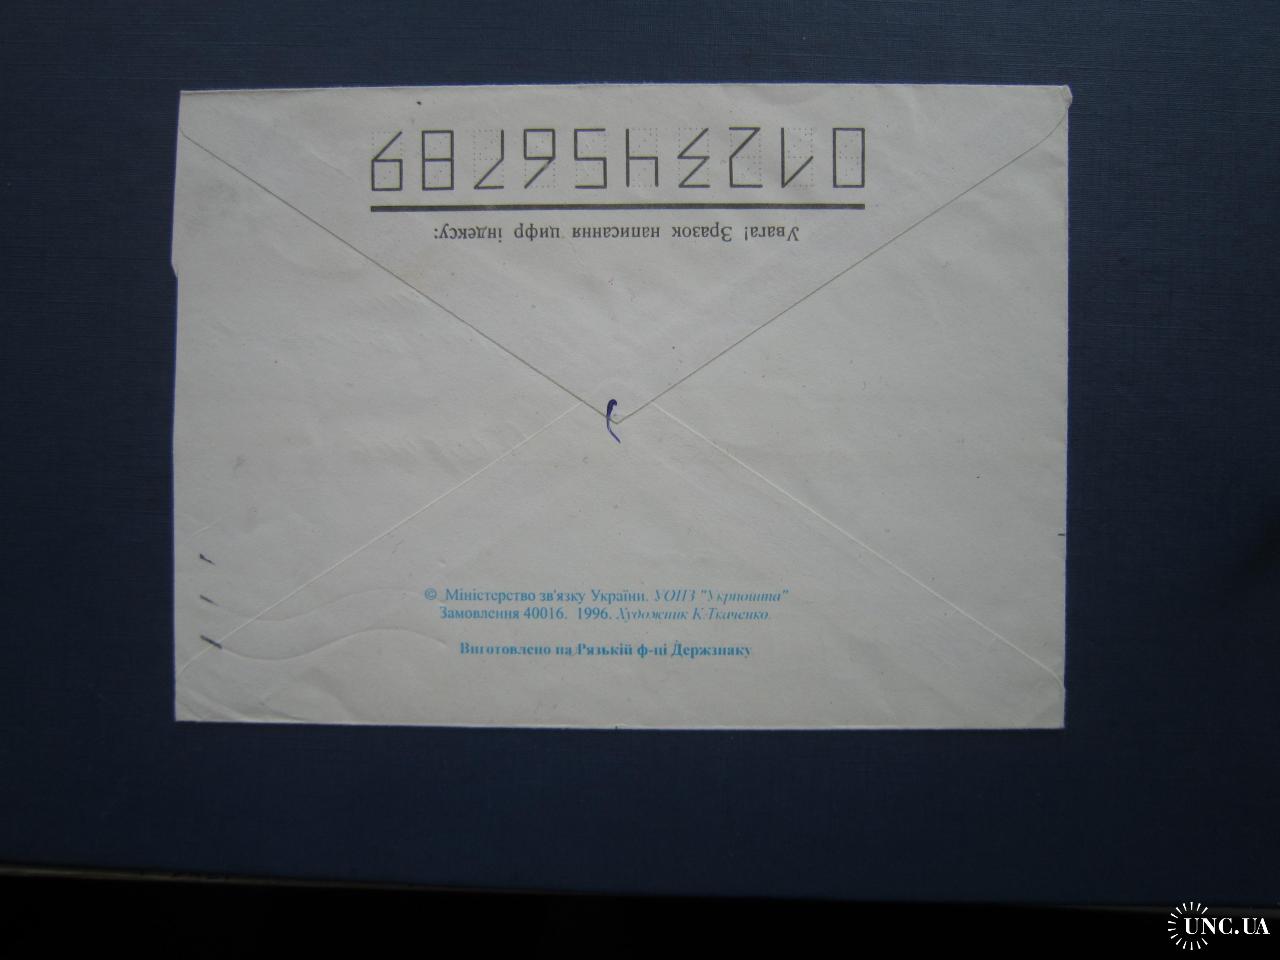 Увага! Зразок написання цифр індексу:
0123456789
© Міністерство зв'язку України. УОПЗ "Укрпошта"
Замовлення 40016. 1996. Художник К.Ткаченко.
Виготовлено на Рязькій ф-ці Держзнаку
UNC.UA